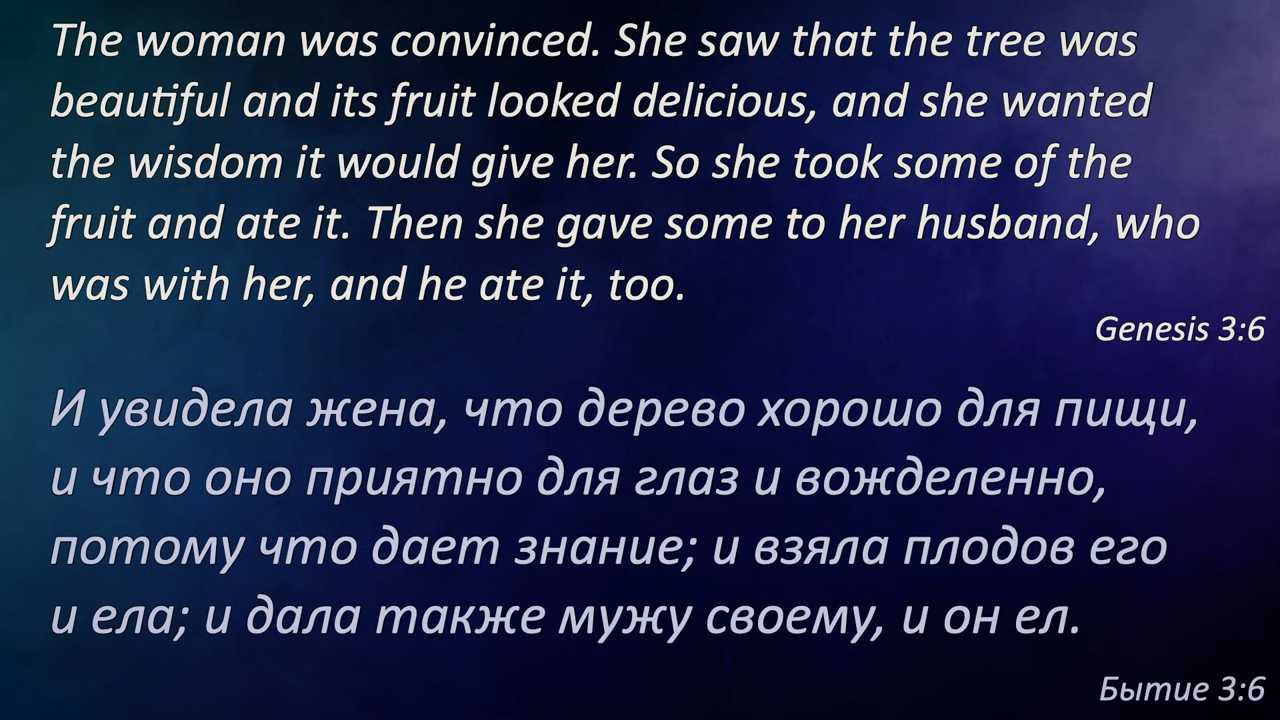 The woman was convinced. She saw that the tree was
beautiful and its fruit looked delicious, and she wanted
the wisdom it would give her. So she took some of the
fruit and ate it. Then she gave some to her husband, who
was with her, and he ate it, too.
Genesis 3:6
И увидела жена, что дерево хорошо для пищи,
и что оно приятно для глаз и вожделенно,
потому что дает знание; и взяла плодов его
и ела; и дала также мужу своему, и он ел.
Бытие 3:6